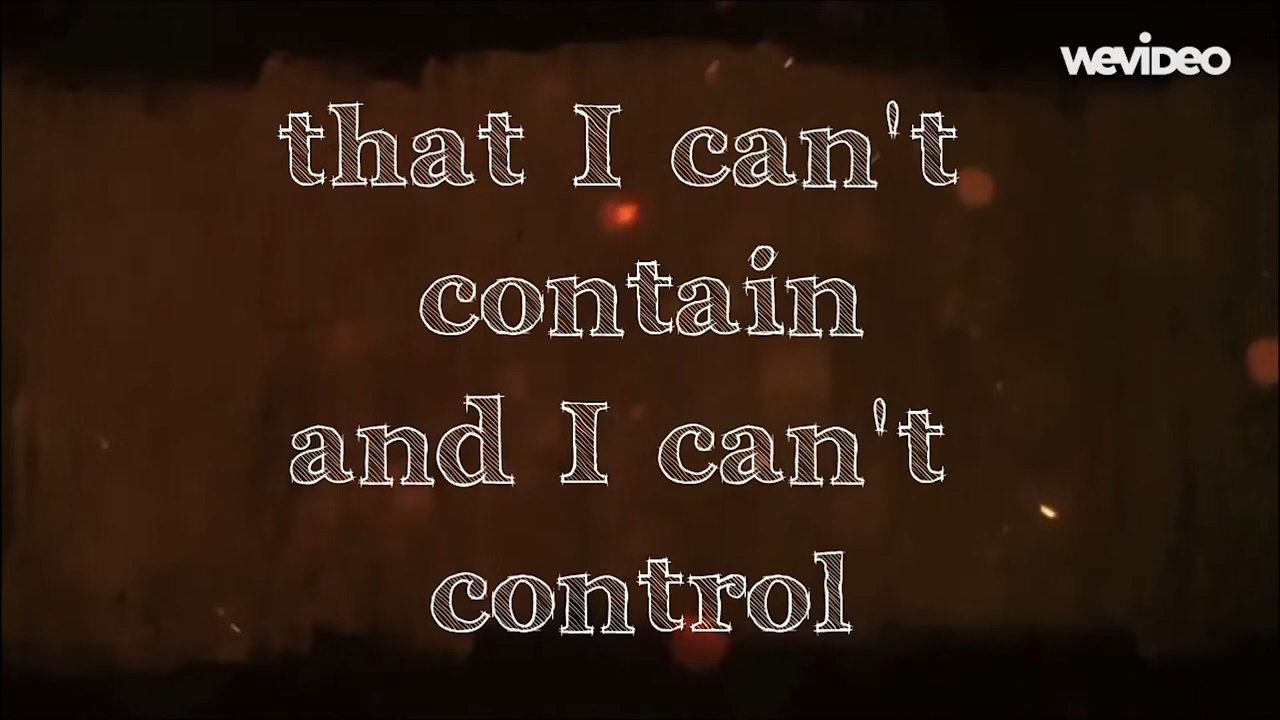 WEVIDEO
that I can't
contain
and I can't
control